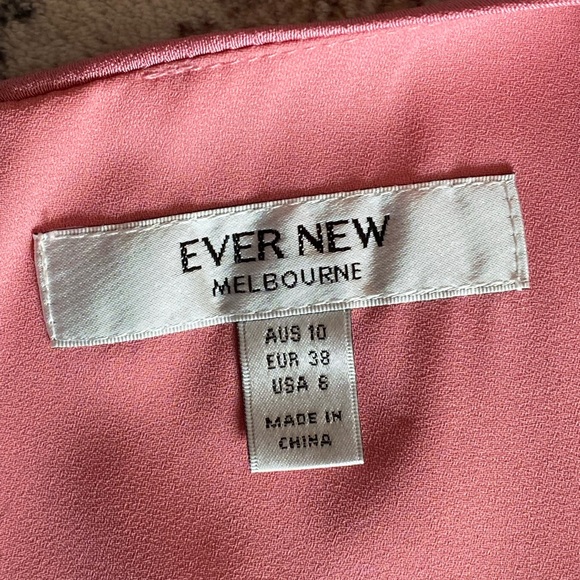 EVER NEW
MELBOURNE
AUS 10
EUR 38
USA 6
MADE IN
CHINA